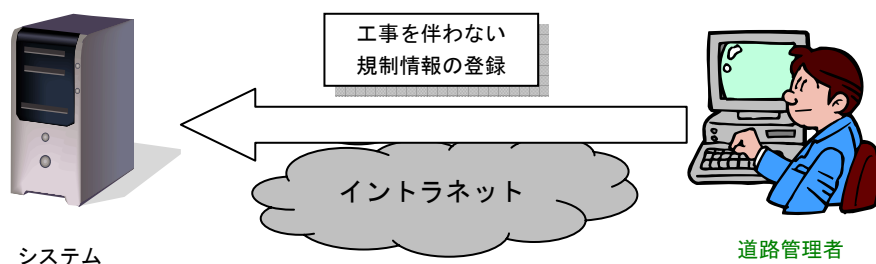 工事を伴わない
規制情報の登録
イントラネット
システム
道路管理者